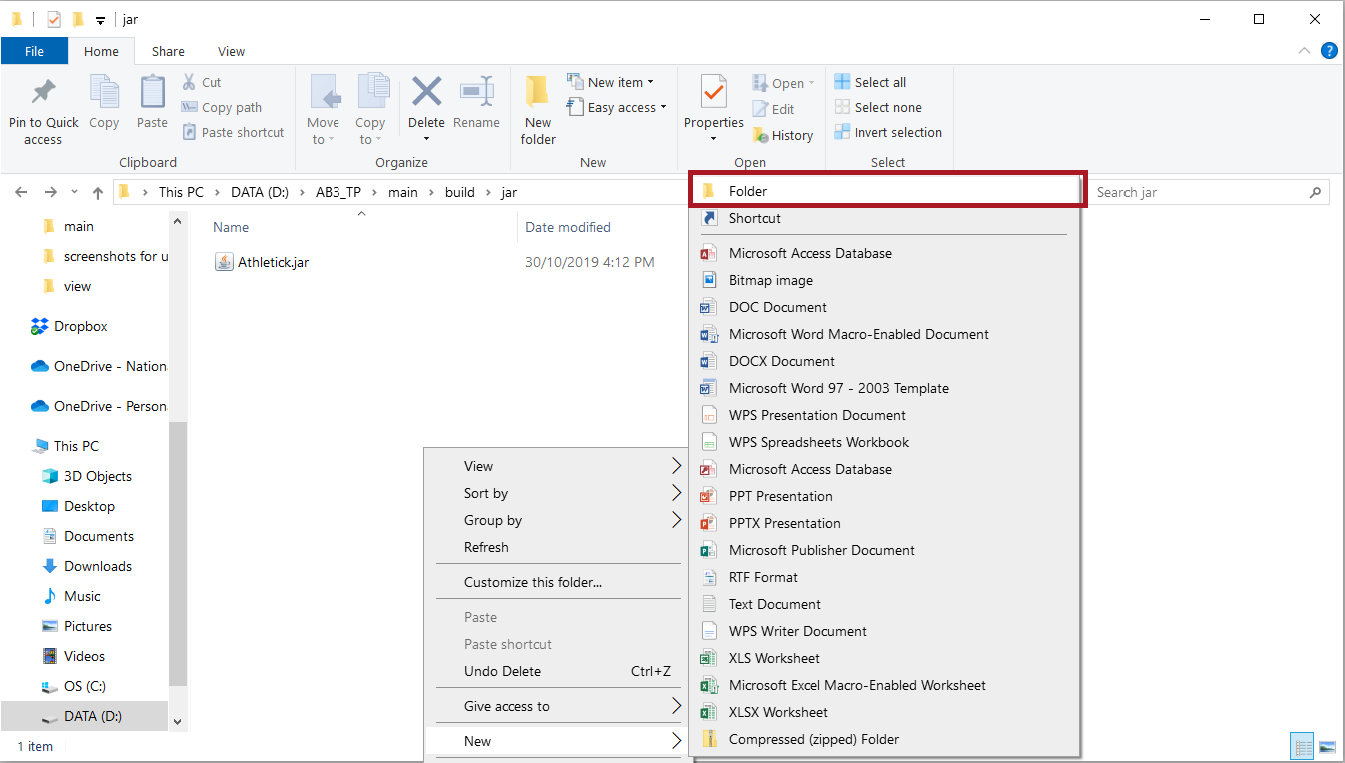 jar
File Home Share View
Pin to Quick access
Copy
Paste
Cut
Copy path
Paste shortcut
Clipboard
Move to
Copy to
Delete
Rename
Organize
New folder
New item
Easy access
New
Properties
Open
Edit
History
Open
Select all
Select none
Invert selection
Select
This PC > DATA (D:) > AB3_TP > main > build > jar
Search jar
main
screenshots for u
view
Dropbox
OneDrive - Nation
OneDrive - Person
This PC
3D Objects
Desktop
Documents
Downloads
Music
Pictures
Videos
OS (C:)
DATA (D:)
Name Date modified
Athletick.jar 30/10/2019 4:12 PM
View
Sort by
Group by
Refresh
Customize this folder...
Paste
Paste shortcut
Undo Delete Ctrl+Z
Give access to
New
Folder
Shortcut
Microsoft Access Database
Bitmap image
DOC Document
Microsoft Word Macro-Enabled Document
DOCX Document
Microsoft Word 97 - 2003 Template
WPS Presentation Document
WPS Spreadsheets Workbook
Microsoft Access Database
PPT Presentation
PPTX Presentation
Microsoft Publisher Document
RTF Format
Text Document
WPS Writer Document
XLS Worksheet
Microsoft Excel Macro-Enabled Worksheet
XLSX Worksheet
Compressed (zipped) Folder
1 item